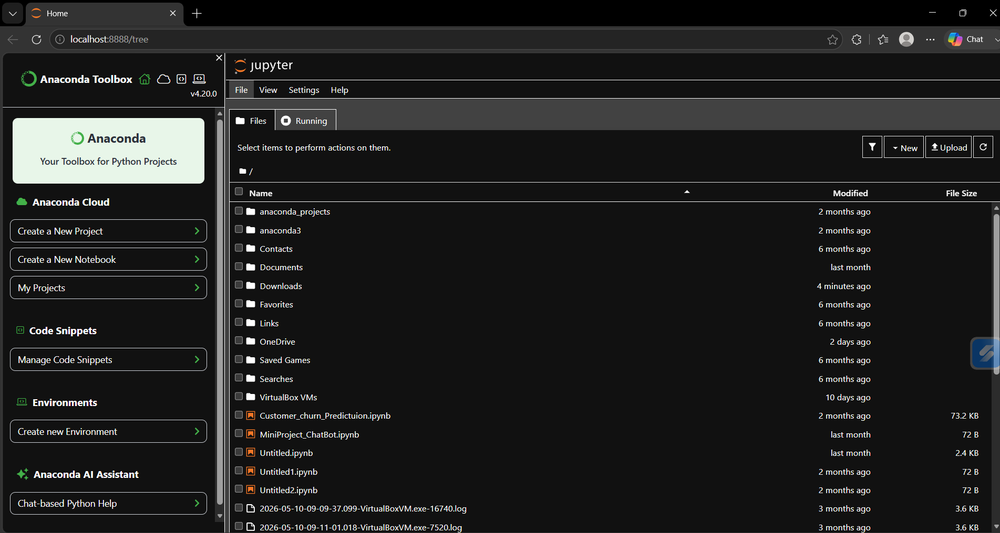 Home
localhost:8888/tree
Chat
Anaconda Toolbox
v4.20.0
Anaconda
Your Toolbox for Python Projects
Anaconda Cloud
Create a New Project
Create a New Notebook
My Projects
Code Snippets
Manage Code Snippets
Environments
Create new Environment
Anaconda AI Assistant
Chat-based Python Help
jupyter
File View Settings Help
Files Running
Select items to perform actions on them.
New Upload
/
Name Modified File Size
anaconda_projects 2 months ago
anaconda3 2 months ago
Contacts 6 months ago
Documents last month
Downloads 4 minutes ago
Favorites 6 months ago
Links 6 months ago
OneDrive 2 days ago
Saved Games 6 months ago
Searches 6 months ago
VirtualBox VMs 10 days ago
Customer_churn_Predictuion.ipynb 2 months ago 73.2 KB
MiniProject_ChatBot.ipynb last month 72 B
Untitled.ipynb last month 2.4 KB
Untitled1.ipynb 2 months ago 72 B
Untitled2.ipynb 2 months ago 72 B
2026-05-10-09-09-37.099-VirtualBoxVM.exe-16740.log 3 months ago 3.6 KB
2026-05-10-09-11-01.018-VirtualBoxVM.exe-7520.log 3 months ago 3.6 KB